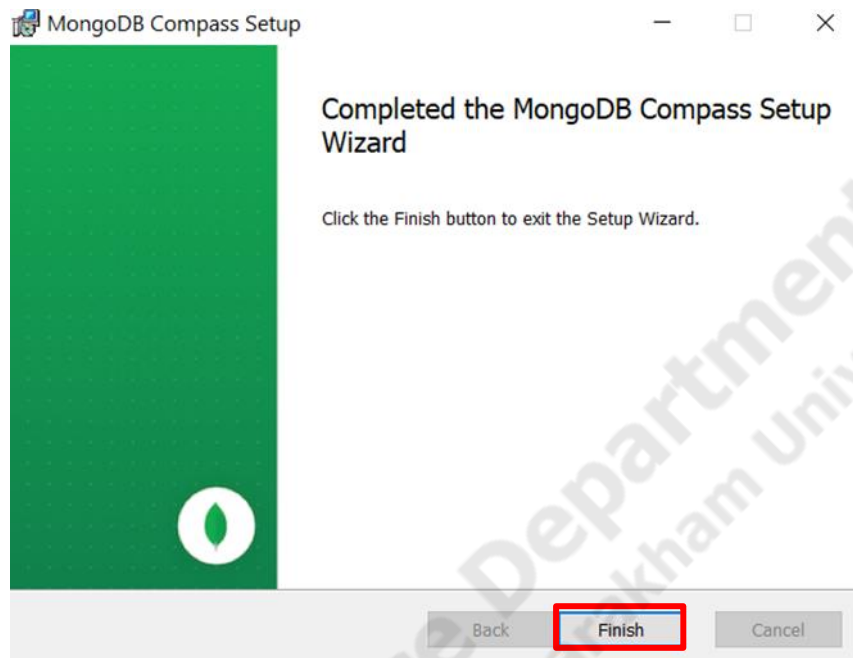 MongoDB Compass Setup
Completed the MongoDB Compass Setup
Wizard
Click the Finish button to exit the Setup Wizard.
Back
Finish
Cancel